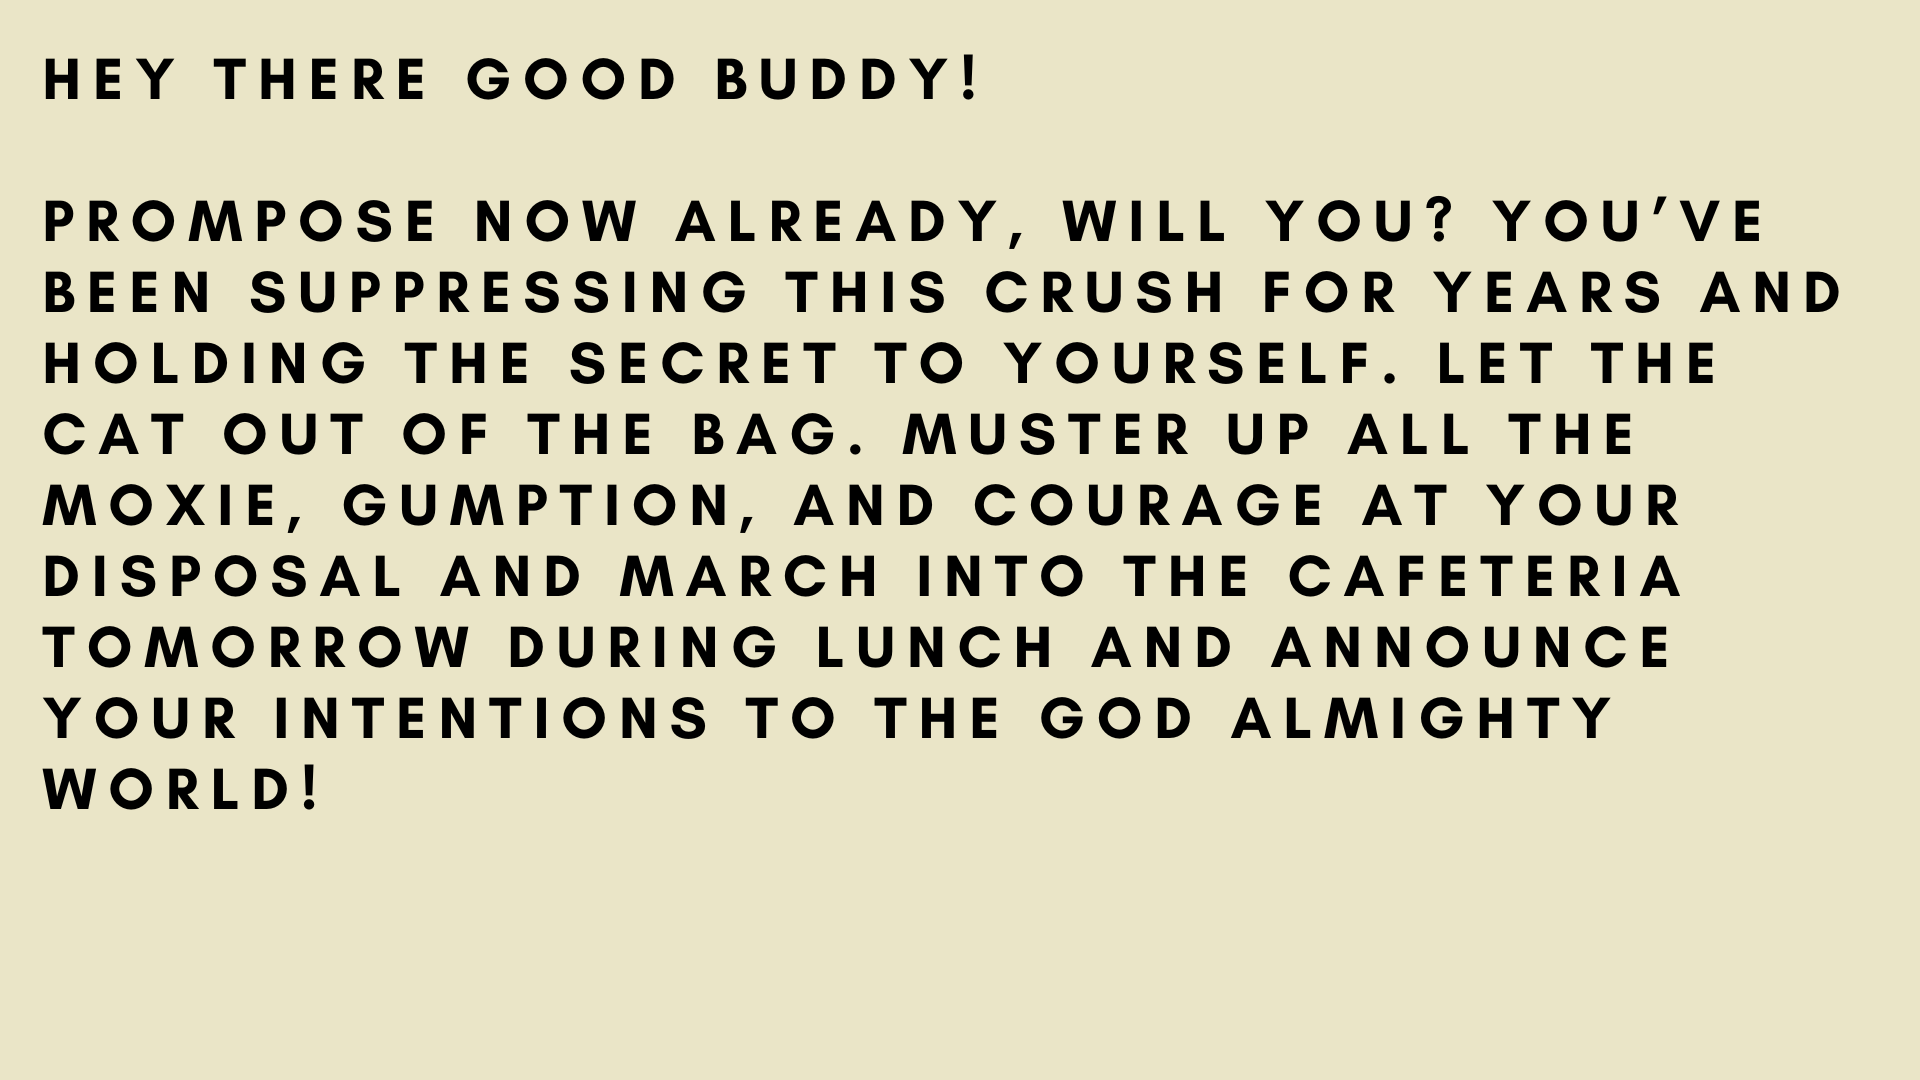 HEY THERE GOOD BUDDY!
PROMPOSE NOW ALREADY, WILL YOU? YOU’VE
BEEN SUPPRESSING THIS CRUSH FOR YEARS AND
HOLDING THE SECRET TO YOURSELF. LET THE
CAT OUT OF THE BAG. MUSTER UP ALL THE
MOXIE, GUMPTION, AND COURAGE AT YOUR
DISPOSAL AND MARCH INTO THE CAFETERIA
TOMORROW DURING LUNCH AND ANNOUNCE
YOUR INTENTIONS TO THE GOD ALMIGHTY
WORLD!